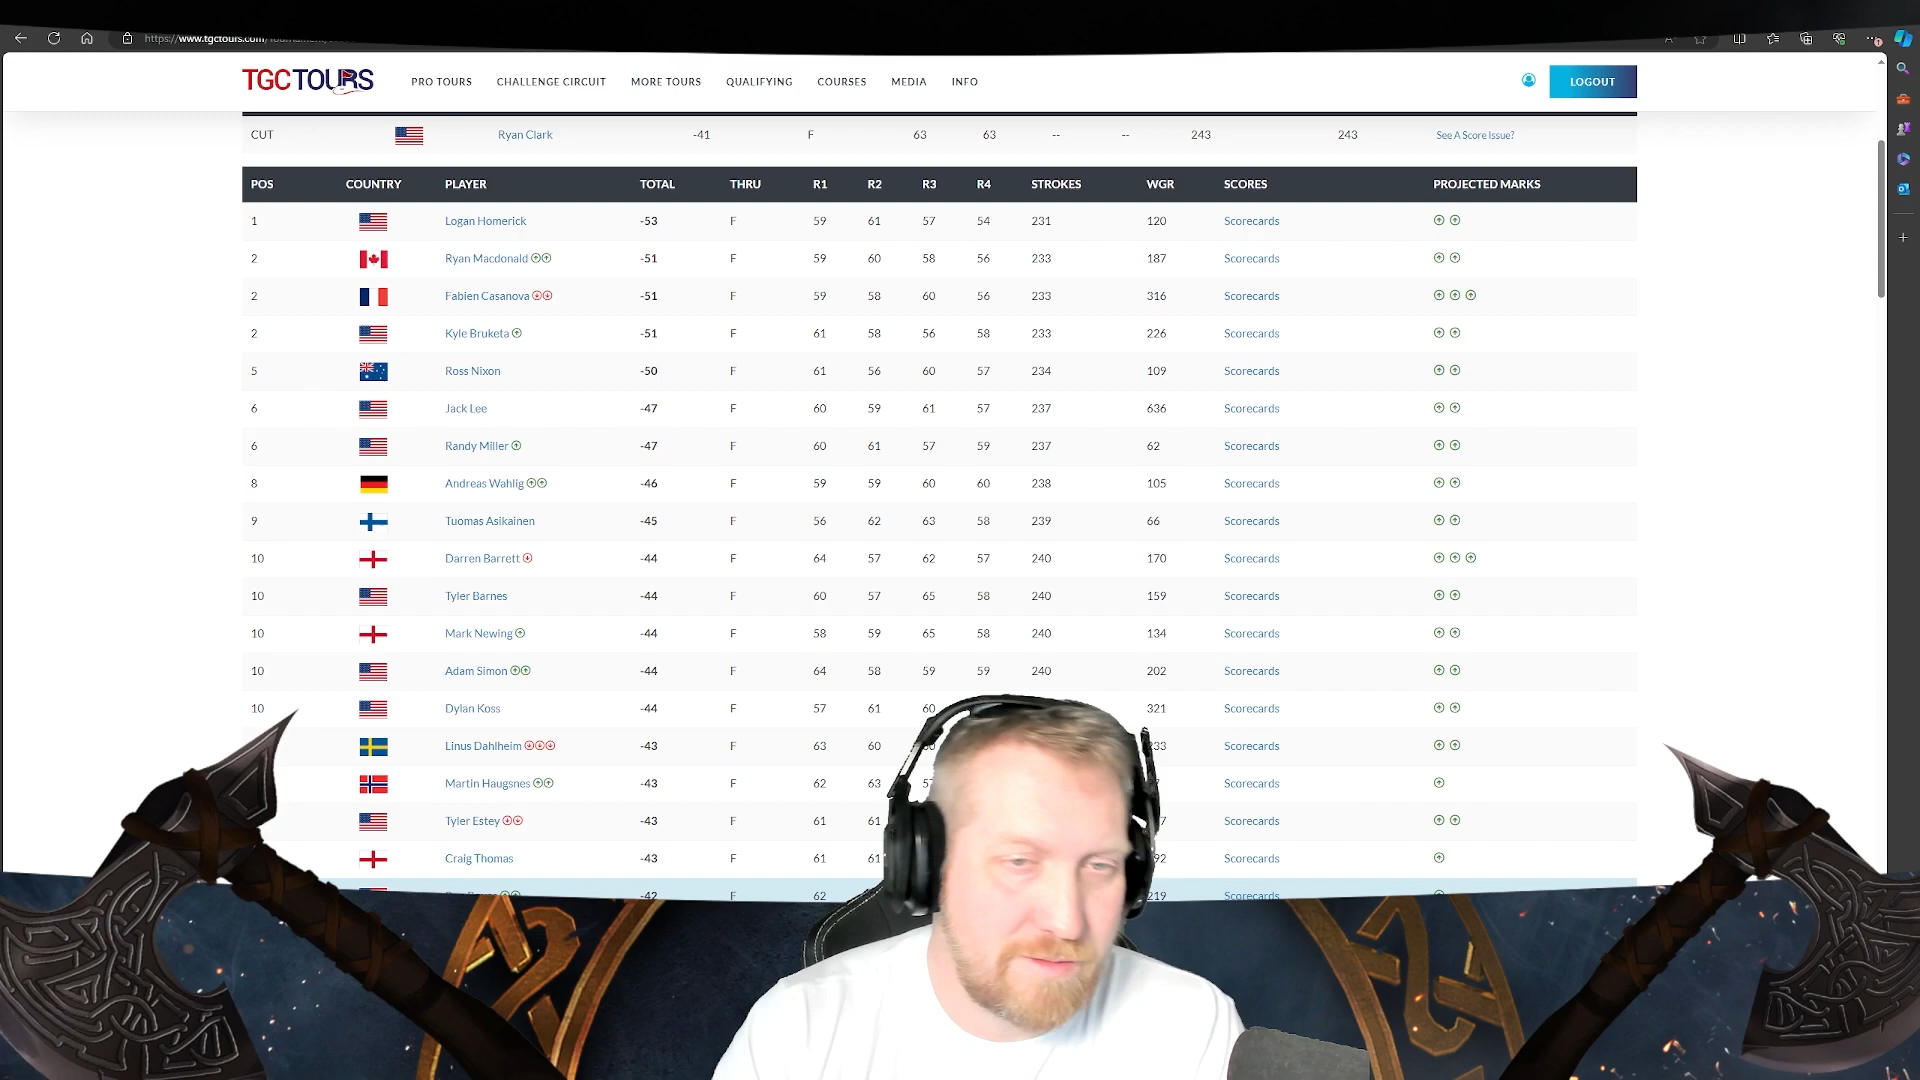 https://www.tgctours.com/
TGCTOURS PRO TOURS CHALLENGE CIRCUIT MORE TOURS QUALIFYING COURSES MEDIA INFO LOGOUT
CUT Ryan Clark -41 F 63 63 -- -- 243 243 See A Score Issue?
POS COUNTRY PLAYER TOTAL THRU R1 R2 R3 R4 STROKES WGR SCORES PROJECTED MARKS
1 Logan Homerick -53 F 59 61 57 54 231 120 Scorecards
2 Ryan Macdonald -51 F 59 60 58 56 233 187 Scorecards
2 Fabien Casanova -51 F 59 58 60 56 233 316 Scorecards
2 Kyle Bruketa -51 F 61 58 56 58 233 226 Scorecards
5 Ross Nixon -50 F 61 56 60 57 234 109 Scorecards
6 Jack Lee -47 F 60 59 61 57 237 636 Scorecards
6 Randy Miller -47 F 60 61 57 59 237 62 Scorecards
8 Andreas Wahlig -46 F 59 59 60 60 238 105 Scorecards
9 Tuomas Asikainen -45 F 56 62 63 58 239 66 Scorecards
10 Darren Barrett -44 F 64 57 62 57 240 170 Scorecards
10 Tyler Barnes -44 F 60 57 65 58 240 159 Scorecards
10 Mark Newing -44 F 58 59 65 58 240 134 Scorecards
10 Adam Simon -44 F 64 58 59 59 240 202 Scorecards
10 Dylan Koss -44 F 57 61 60 321 Scorecards
Linus Dahlheim -43 F 63 60 Scorecards
Martin Haugsnes -43 F 62 63 Scorecards
Tyler Estey -43 F 61 61 Scorecards
Craig Thomas -43 F 61 61 Scorecards
-42 F 62 219 Scorecards